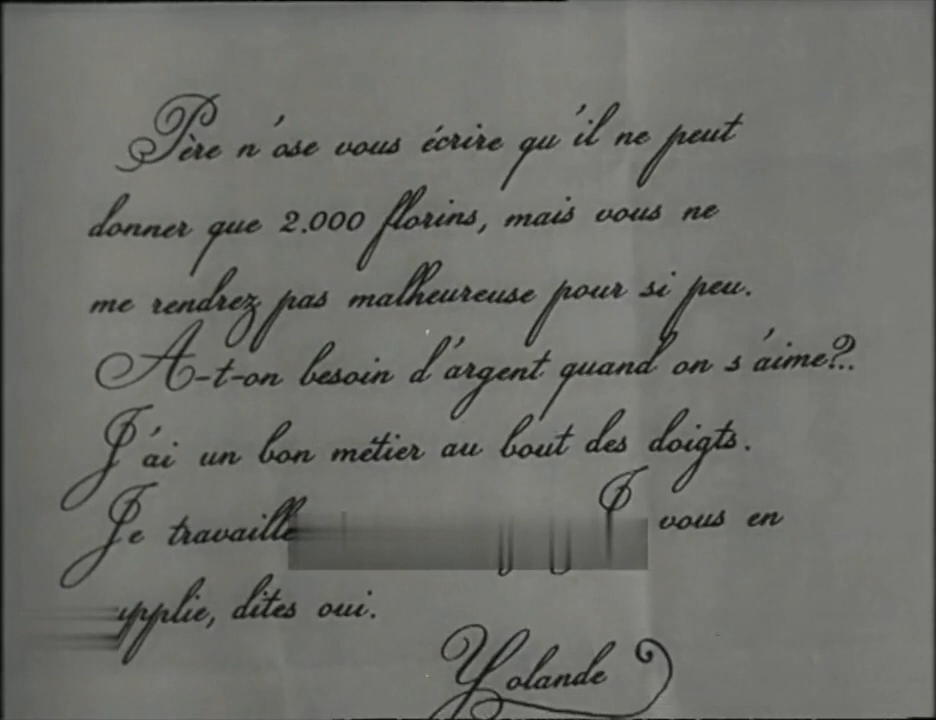 Père n'ose vous écrire qu'il ne peut
donner que 2.000 florins, mais vous ne
me rendrez pas malheureuse pour si peu.
A-t-on besoin d'argent quand on s'aime?..
J'ai un bon métier au bout des doigts.
Je travaille vous en
dites oui.
Yolande